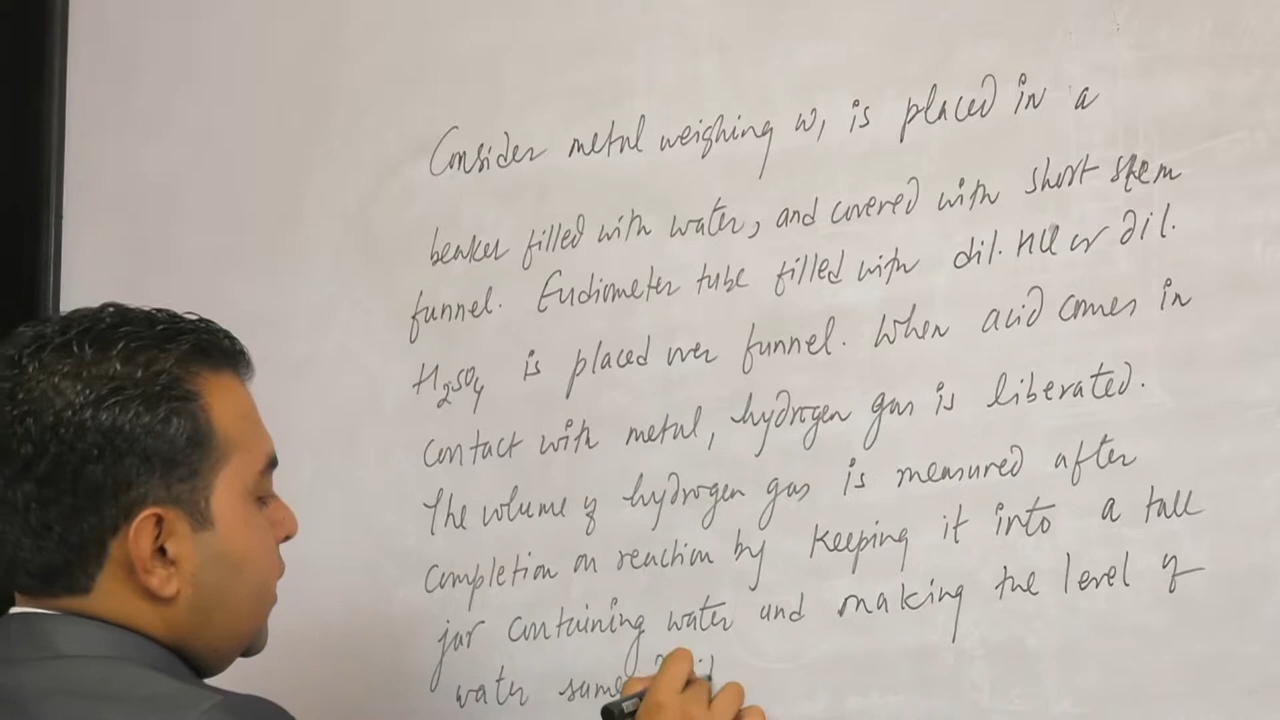 Consider metal weighing w₁ is placed in a
beaker filled with water, and covered with short stem
funnel. Eudiometer tube filled with dil. HCl or dil.
H₂SO₄ is placed over funnel. When acid comes in
contact with metal, hydrogen gas is liberated.
The volume of hydrogen gas is measured after
completion on reaction by keeping it into a tall
jar containing water and making the level of
water same